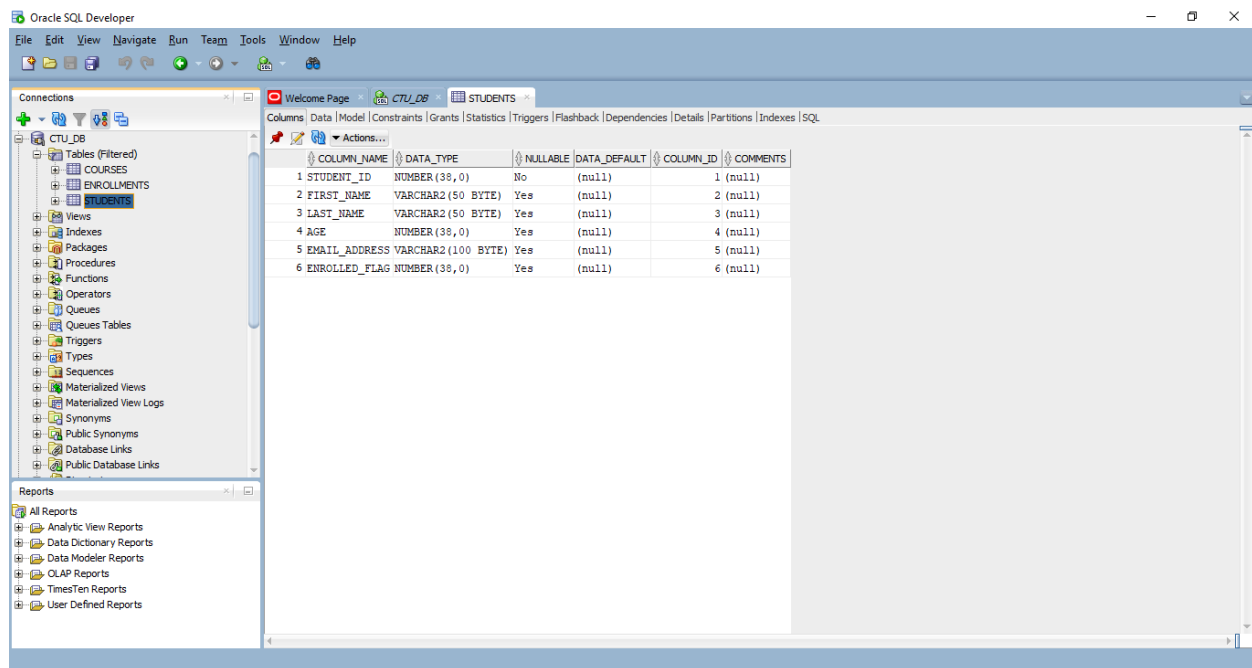 Oracle SQL Developer
File Edit View Navigate Run Team Tools Window Help
Connections
CTU_DB
Tables (Filtered)
COURSES
ENROLLMENTS
STUDENTS
Views
Indexes
Packages
Procedures
Functions
Operators
Queues
Queues Tables
Triggers
Types
Sequences
Materialized Views
Materialized View Logs
Synonyms
Public Synonyms
Database Links
Public Database Links
Reports
All Reports
Analytic View Reports
Data Dictionary Reports
Data Modeler Reports
OLAP Reports
TimesTen Reports
User Defined Reports
Welcome Page CTU_DB STUDENTS
Columns Data Model Constraints Grants Statistics Triggers Flashback Dependencies Details Partitions Indexes SQL
Actions...
COLUMN_NAME DATA_TYPE NULLABLE DATA_DEFAULT COLUMN_ID COMMENTS
1 STUDENT_ID NUMBER(38,0) No (null) 1 (null)
2 FIRST_NAME VARCHAR2(50 BYTE) Yes (null) 2 (null)
3 LAST_NAME VARCHAR2(50 BYTE) Yes (null) 3 (null)
4 AGE NUMBER(38,0) Yes (null) 4 (null)
5 EMAIL_ADDRESS VARCHAR2(100 BYTE) Yes (null) 5 (null)
6 ENROLLED_FLAG NUMBER(38,0) Yes (null) 6 (null)